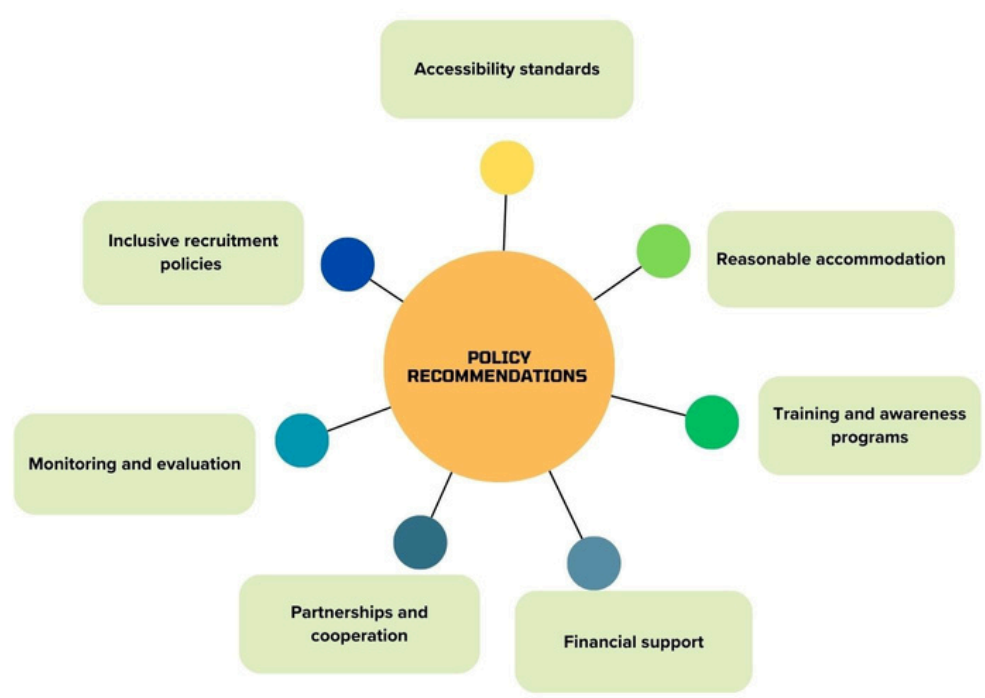 Accessibility standards
Inclusive recruitment
policies
Reasonable accommodation
POLICY
RECOMMENDATIONS
Training and awareness
programs
Monitoring and evaluation
Partnerships and
cooperation
Financial support